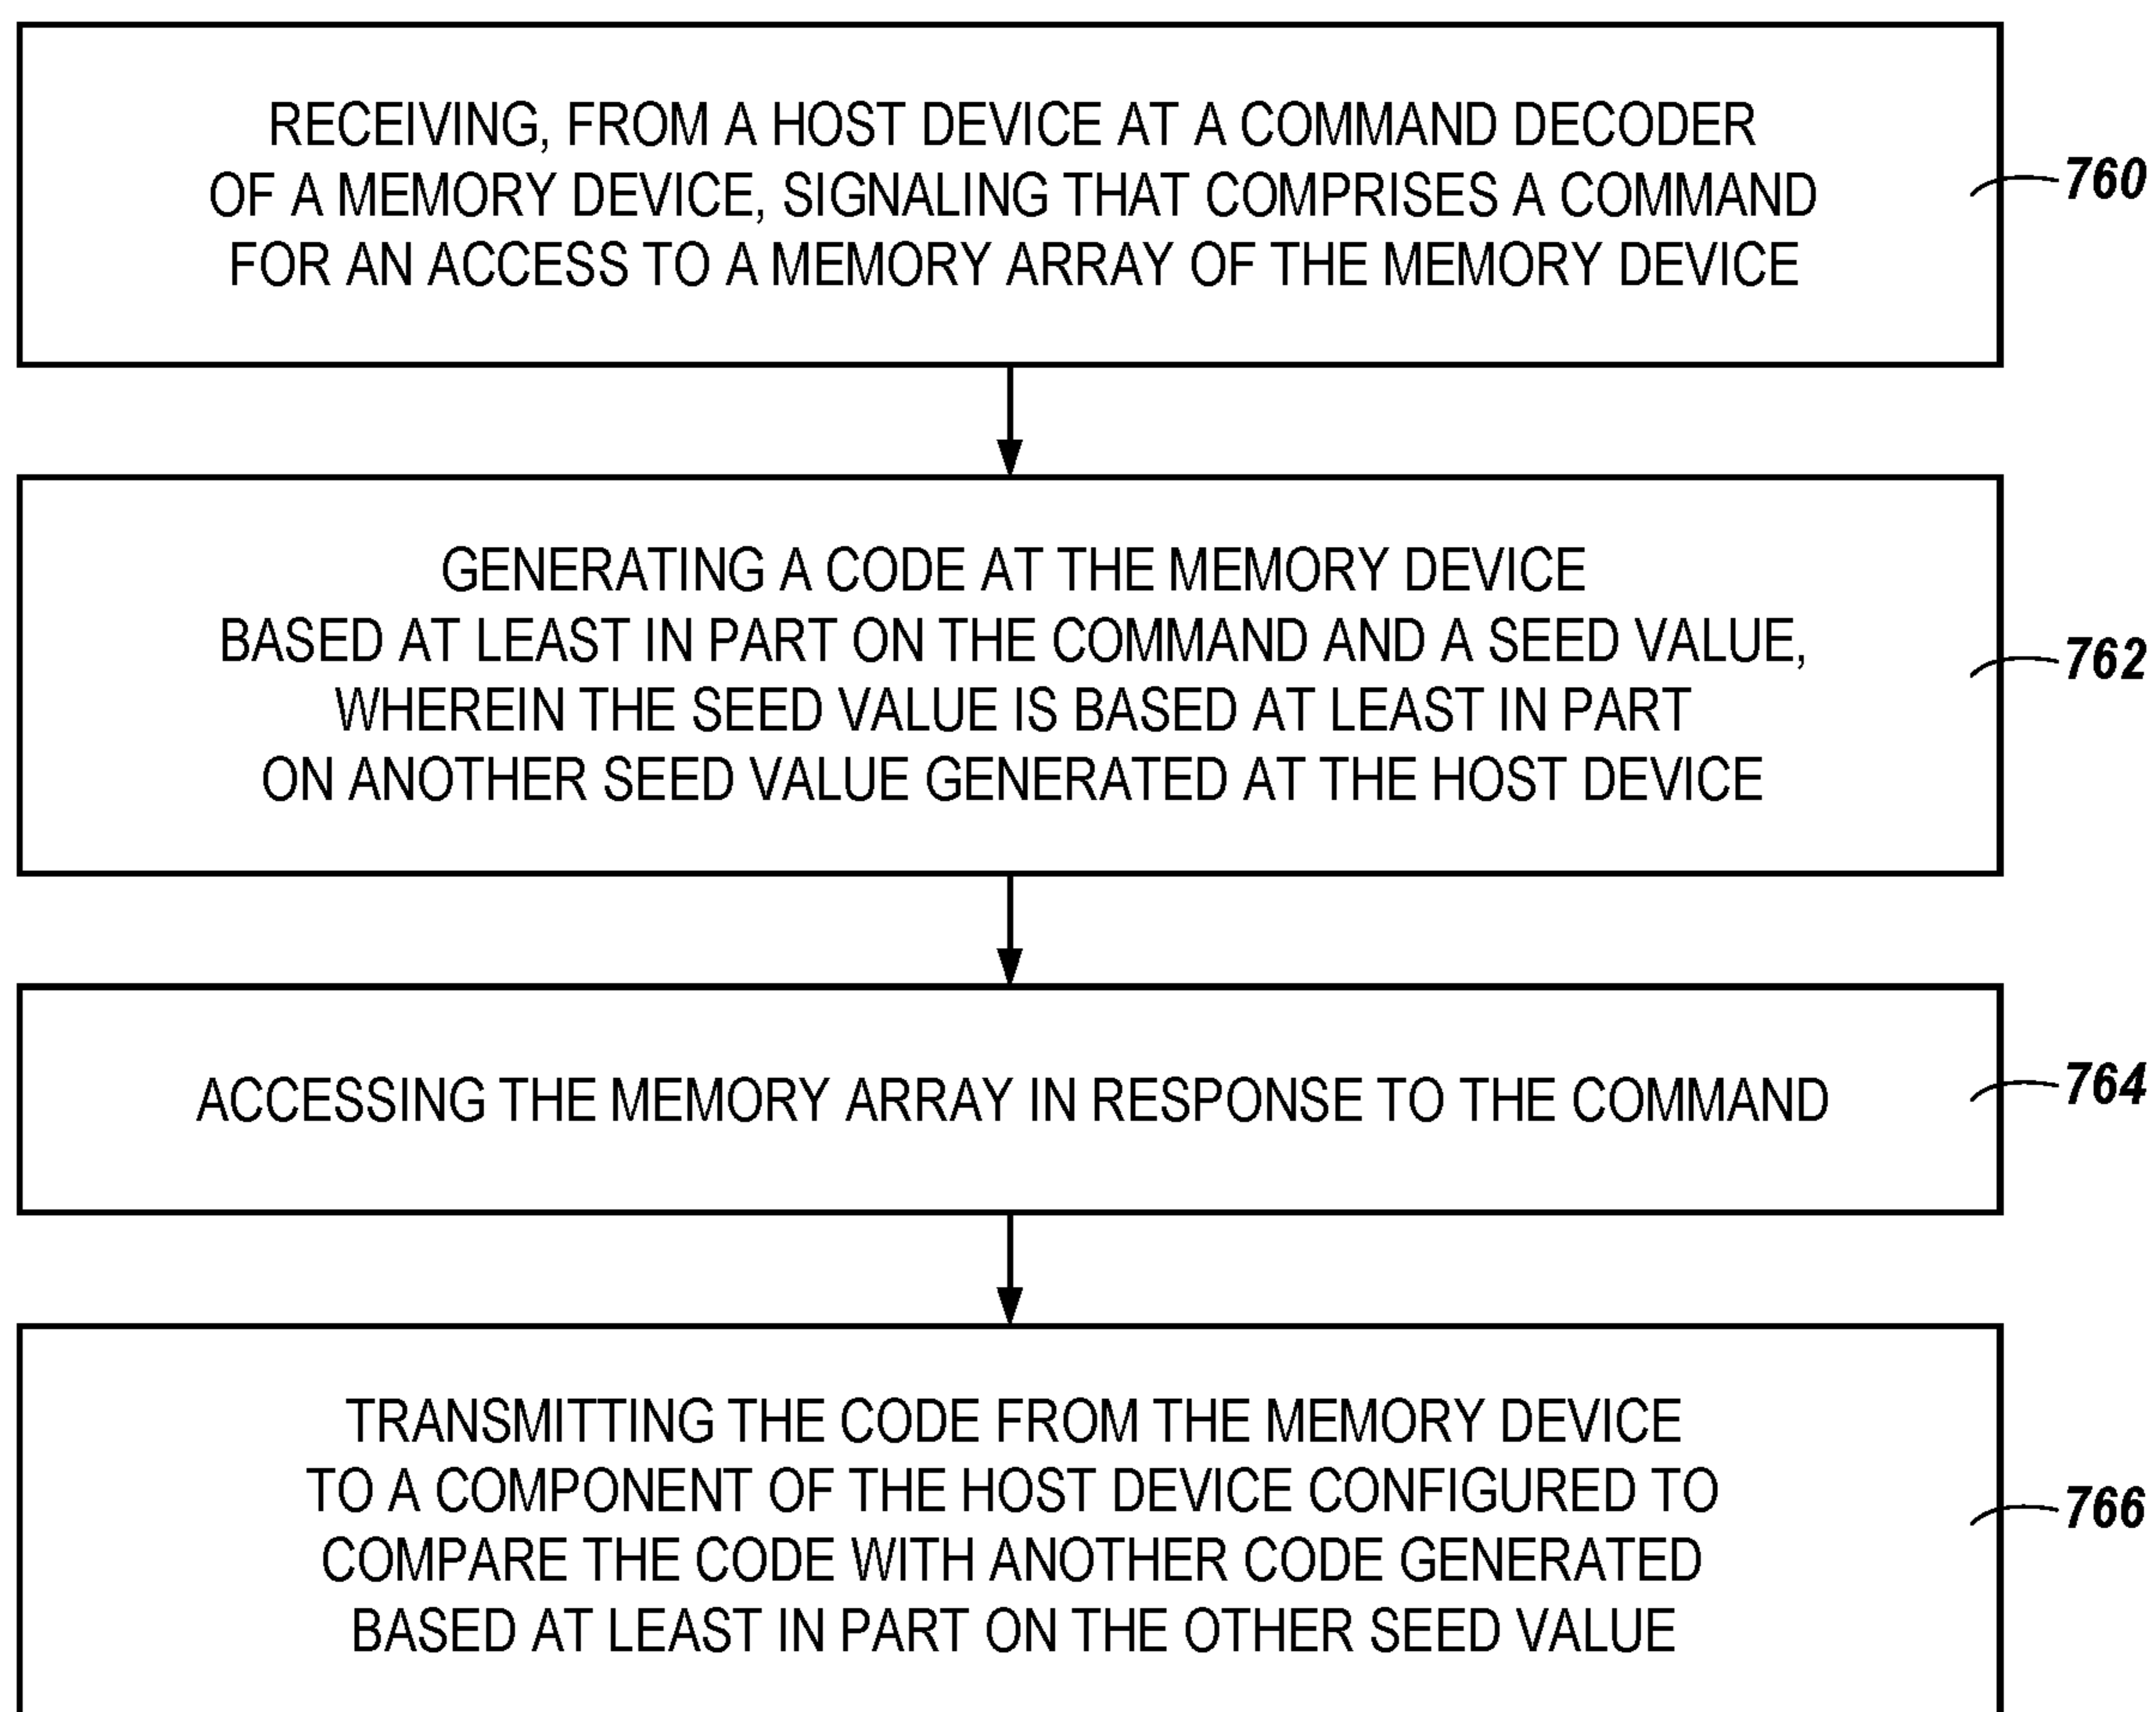 RECEIVING, FROM A HOST DEVICE AT A COMMAND DECODER
OF A MEMORY DEVICE, SIGNALING THAT COMPRISES A COMMAND
FOR AN ACCESS TO A MEMORY ARRAY OF THE MEMORY DEVICE
760
GENERATING A CODE AT THE MEMORY DEVICE
BASED AT LEAST IN PART ON THE COMMAND AND A SEED VALUE,
WHEREIN THE SEED VALUE IS BASED AT LEAST IN PART
ON ANOTHER SEED VALUE GENERATED AT THE HOST DEVICE
762
ACCESSING THE MEMORY ARRAY IN RESPONSE TO THE COMMAND
764
TRANSMITTING THE CODE FROM THE MEMORY DEVICE
TO A COMPONENT OF THE HOST DEVICE CONFIGURED TO
COMPARE THE CODE WITH ANOTHER CODE GENERATED
BASED AT LEAST IN PART ON THE OTHER SEED VALUE
766